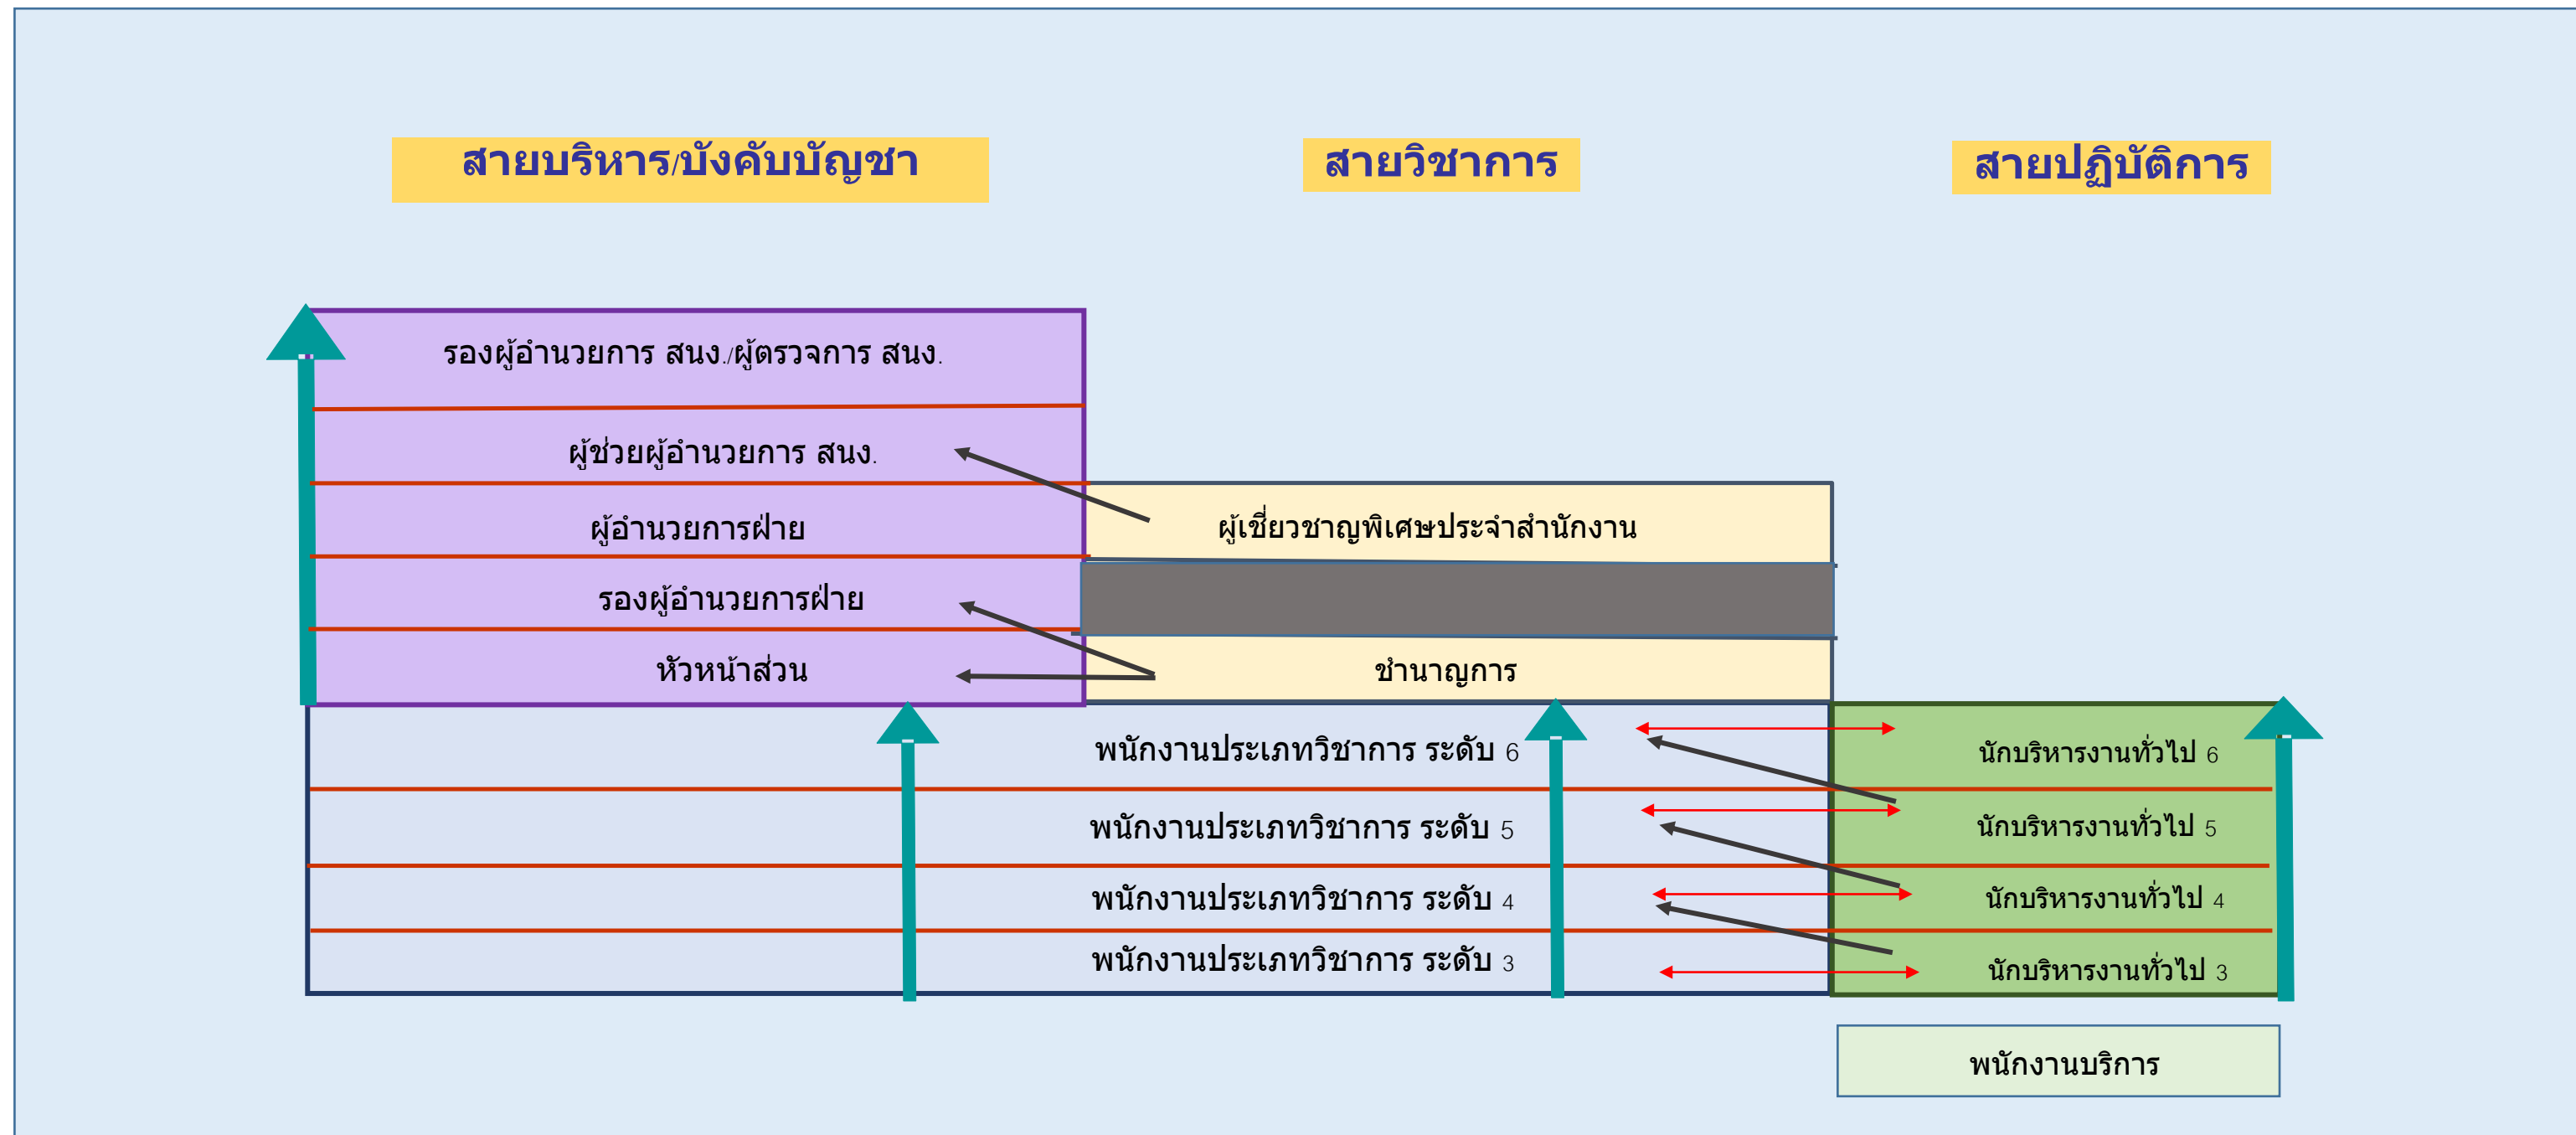 สายบริหาร/บังคับบัญชา
สายวิชาการ
สายปฏิบัติการ
รองผู้อำนวยการ สนง./ผู้ตรวจการ สนง.
ผู้ช่วยผู้อำนวยการ สนง.
ผู้อำนวยการฝ่าย
ผู้เชี่ยวชาญพิเศษประจำสำนักงาน
รองผู้อำนวยการฝ่าย
หัวหน้าส่วน
ชำนาญการ
พนักงานประเภทวิชาการ ระดับ 6
นักบริหารงานทั่วไป 6
พนักงานประเภทวิชาการ ระดับ 5
นักบริหารงานทั่วไป 5
พนักงานประเภทวิชาการ ระดับ 4
นักบริหารงานทั่วไป 4
พนักงานประเภทวิชาการ ระดับ 3
นักบริหารงานทั่วไป 3
พนักงานบริการ